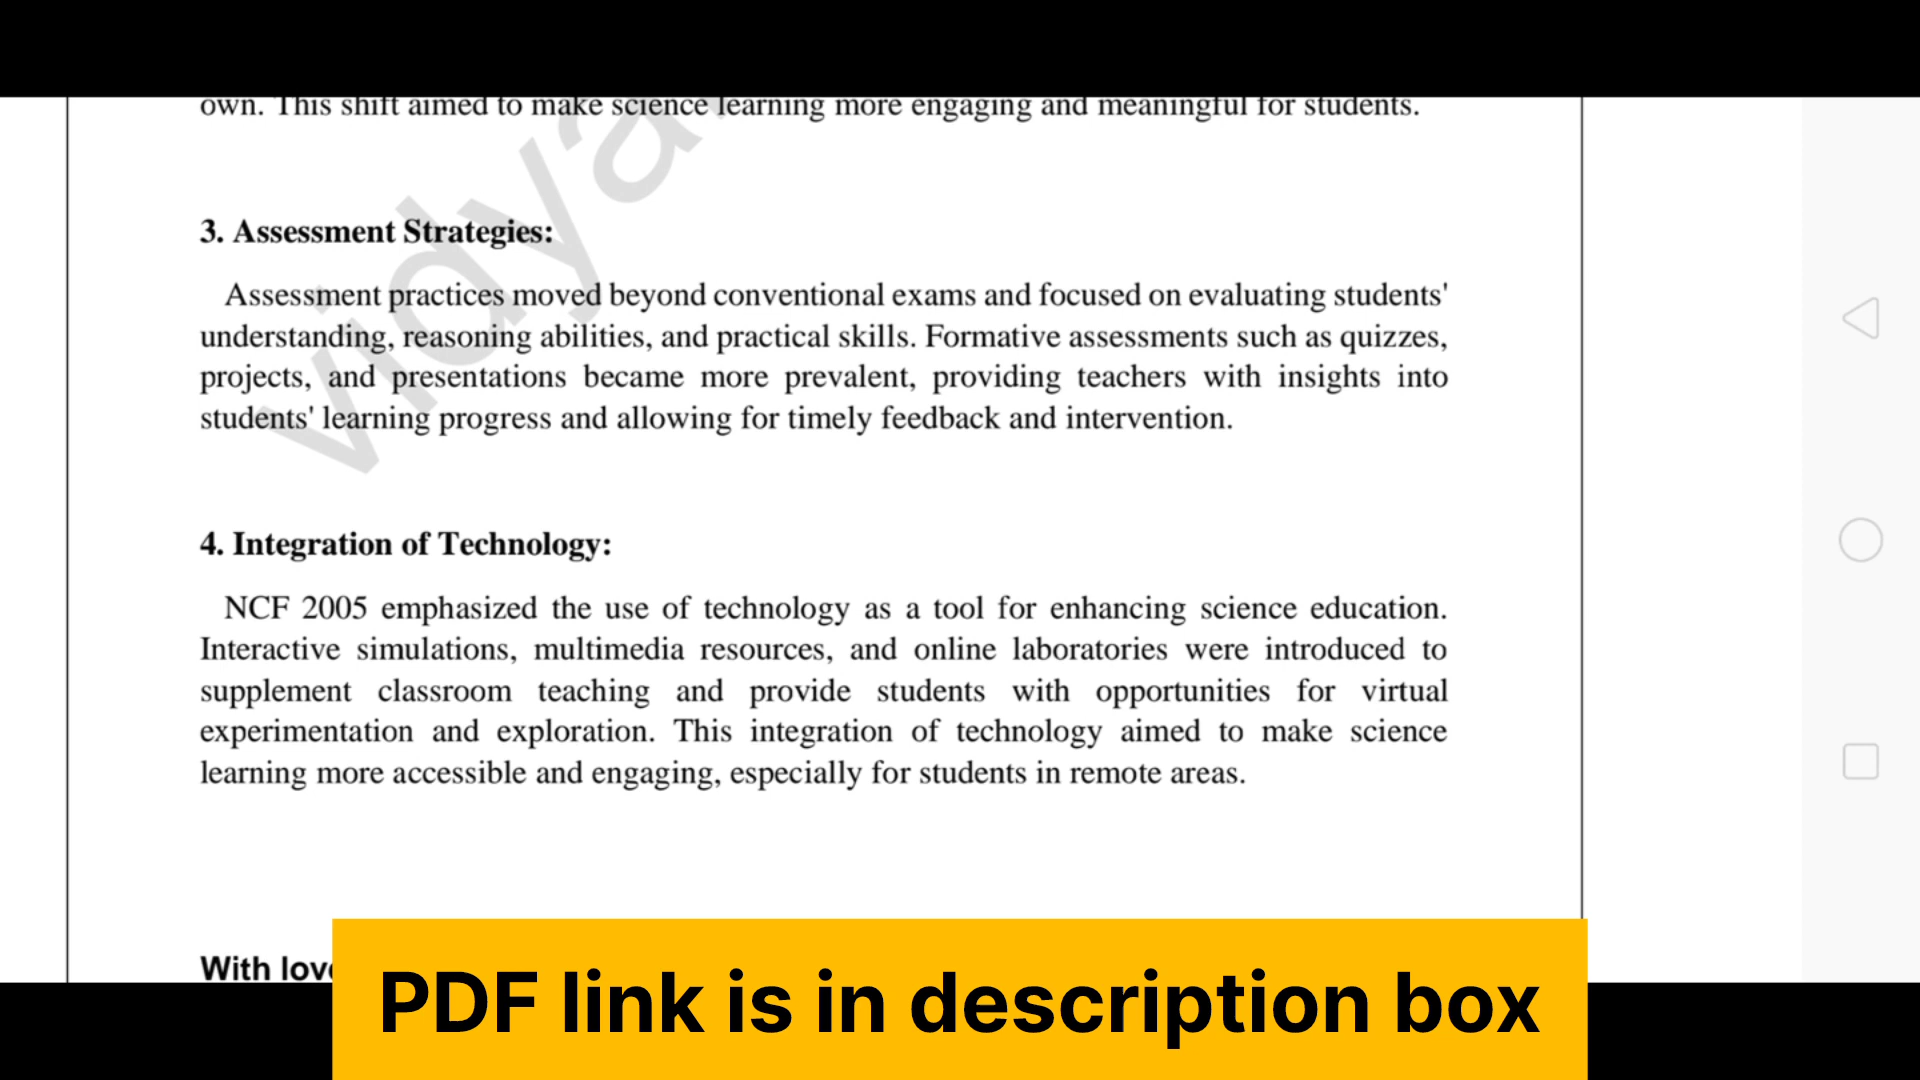 own. This shift aimed to make science learning more engaging and meaningful for students.
3. Assessment Strategies:
Assessment practices moved beyond conventional exams and focused on evaluating students'
understanding, reasoning abilities, and practical skills. Formative assessments such as quizzes,
projects, and presentations became more prevalent, providing teachers with insights into
students' learning progress and allowing for timely feedback and intervention.
4. Integration of Technology:
NCF 2005 emphasized the use of technology as a tool for enhancing science education.
Interactive simulations, multimedia resources, and online laboratories were introduced to
supplement classroom teaching and provide students with opportunities for virtual
experimentation and exploration. This integration of technology aimed to make science
learning more accessible and engaging, especially for students in remote areas.
With
PDF link is in description box
vidya